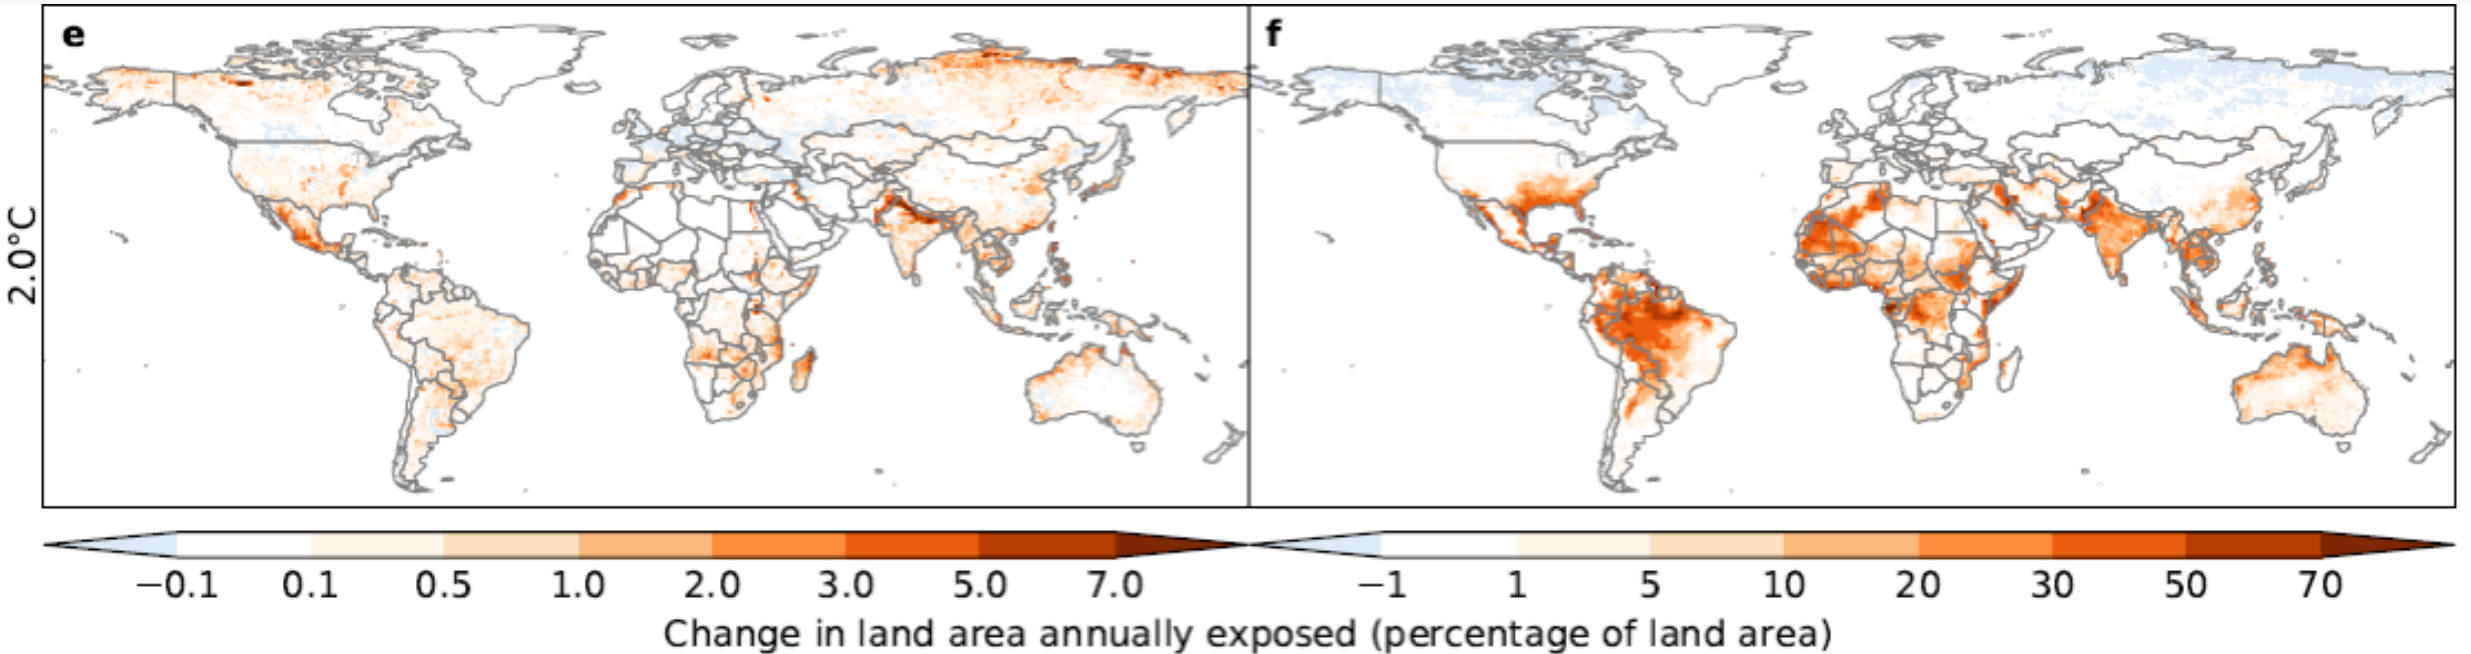 e
f
2.0°C
−0.1 0.1 0.5 1.0 2.0 3.0 5.0 7.0
−1 1 5 10 20 30 50 70
Change in land area annually exposed (percentage of land area)